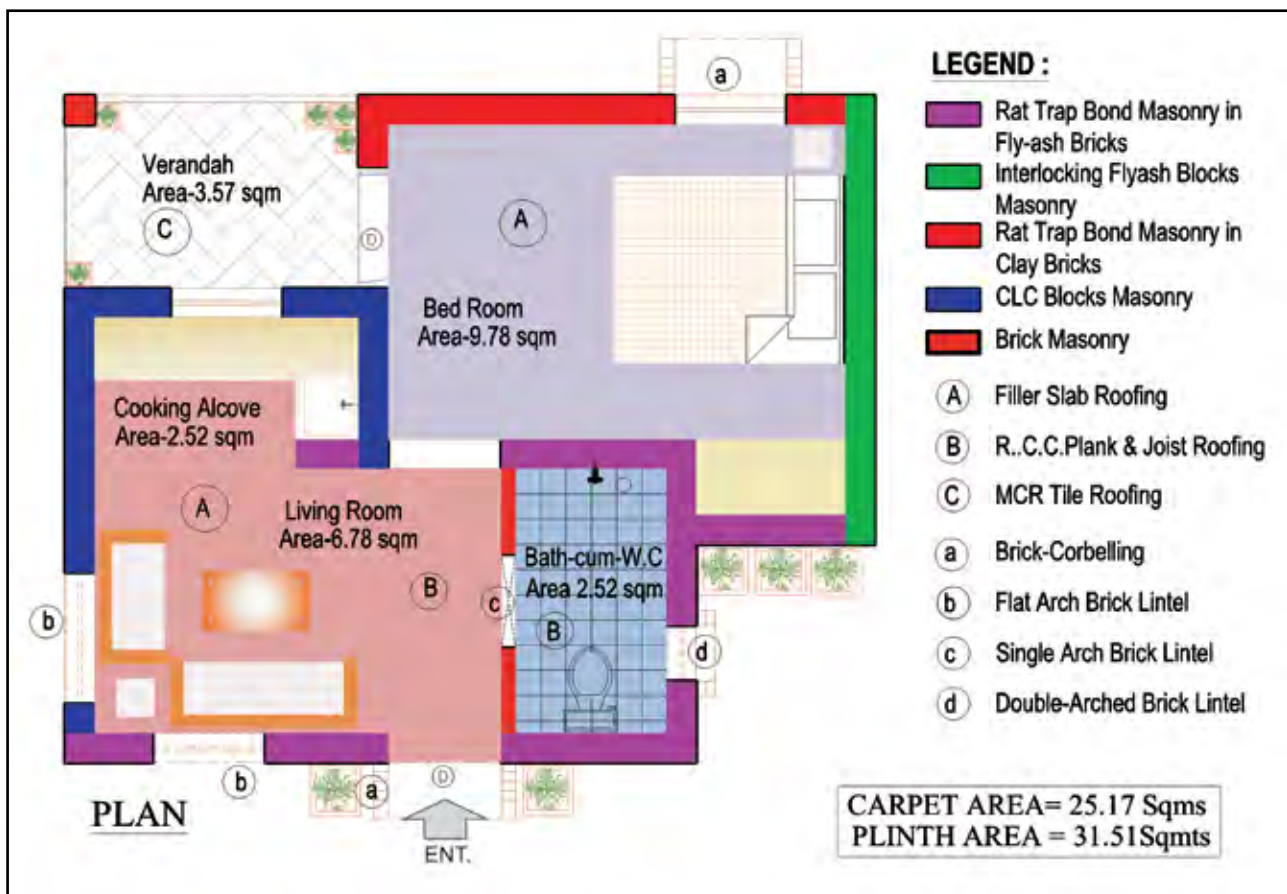 a
Verandah
Area-3.57 sqm
C
D
A
Bed Room
Area-9.78 sqm
Cooking Alcove
Area-2.52 sqm
A
Living Room
Area-6.78 sqm
B
Bath-cum-W.C
Area 2.52 sqm
c
B
b
d
b
a
D
PLAN
ENT.
LEGEND :
Rat Trap Bond Masonry in
Fly-ash Bricks
Interlocking Flyash Blocks
Masonry
Rat Trap Bond Masonry in
Clay Bricks
CLC Blocks Masonry
Brick Masonry
A Filler Slab Roofing
B R..C.C.Plank & Joist Roofing
C MCR Tile Roofing
a Brick-Corbelling
b Flat Arch Brick Lintel
c Single Arch Brick Lintel
d Double-Arched Brick Lintel
CARPET AREA= 25.17 Sqms
PLINTH AREA = 31.51Sqmts